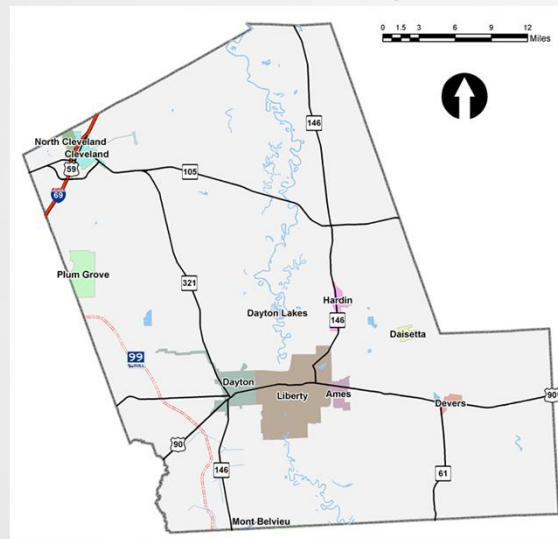 0 1.5 3 6 9 12
Miles
146
North Cleveland
Cleveland
59
105
69
Plum Grove
321
Hardin
Dayton Lakes
146
Daisetta
99
Dayton
Liberty
Ames
Devers
90
90
146
61
Mont Belvieu